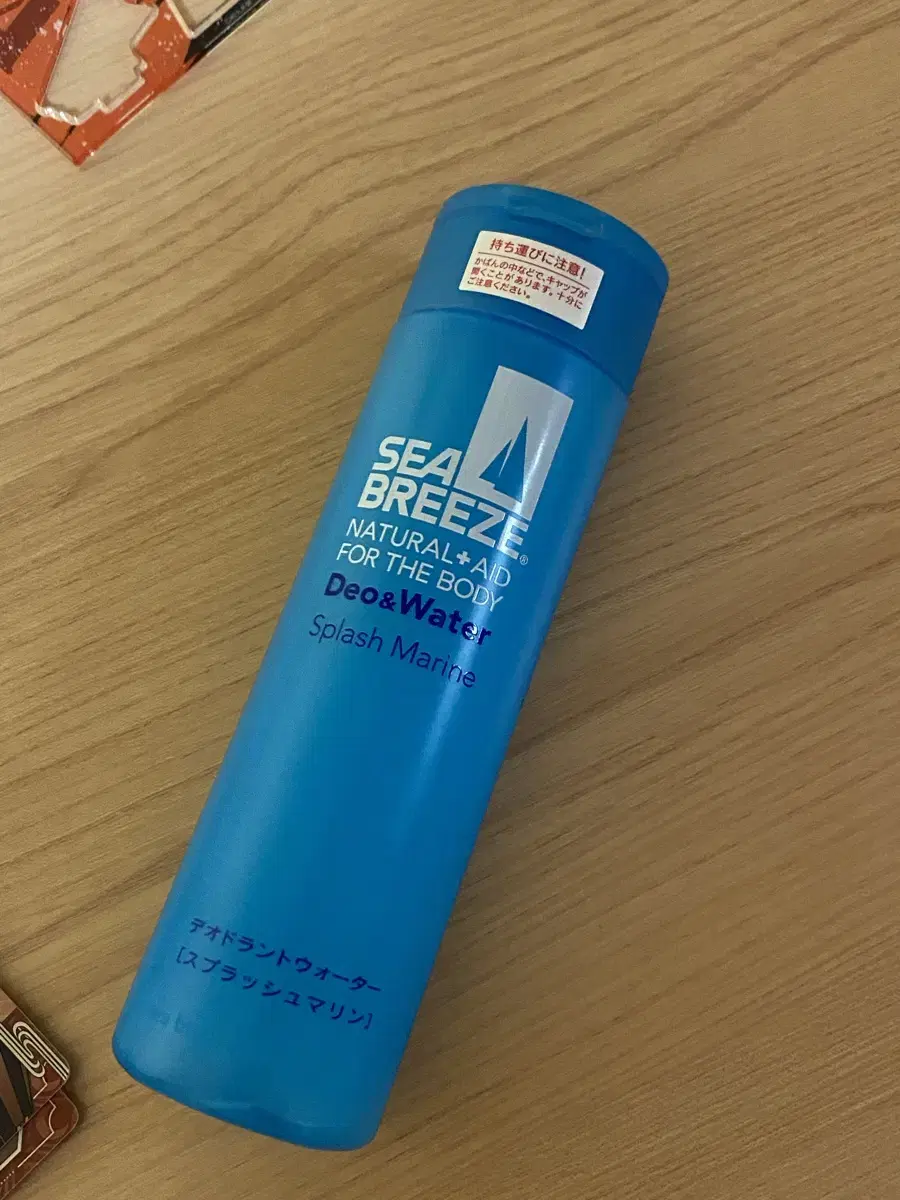 持ち運びに注意!
かばんの中などで、キャップが
開くことがあります。十分に
ご注意ください。
SEA
BREEZE®
NATURAL+AID
FOR THE BODY
Deo&Water
Splash Marine
デオドラントウォーター
[スプラッシュマリン]